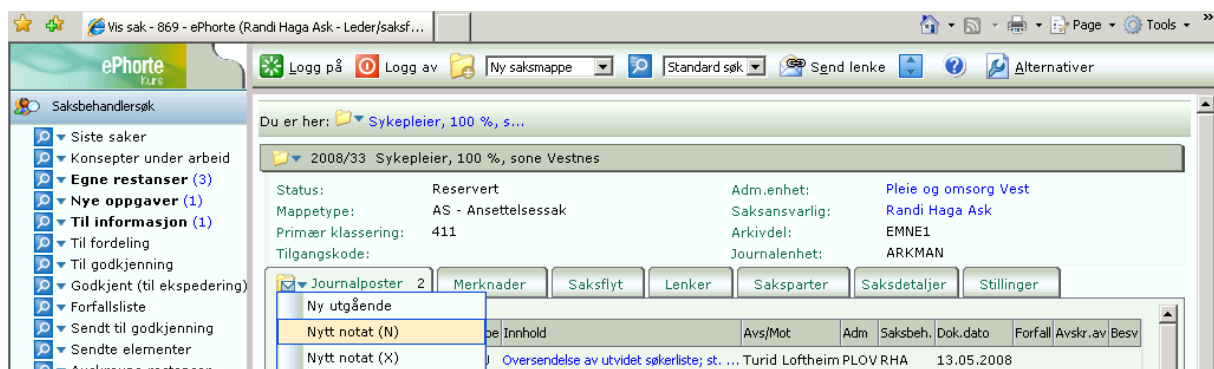 Vis sak - 869 - ePhorte (Randi Haga Ask - Leder/saksf...
Page Tools »
ePhorte
kurs
Logg på Logg av Ny saksmappe Standard søk Send lenke Alternativer
Saksbehandlersøk
Siste saker
Konsepter under arbeid
Egne restanser (3)
Nye oppgaver (1)
Til informasjon (1)
Til fordeling
Til godkjenning
Godkjent (til ekspedering)
Forfallsliste
Sendt til godkjenning
Sendte elementer
Du er her: Sykepleier, 100 %, s...
2008/33 Sykepleier, 100 %, sone Vestnes
Status: Reservert Adm.enhet: Pleie og omsorg Vest
Mappetype: AS - Ansettelsessak Saksansvarlig: Randi Haga Ask
Primær klassering: 411 Arkivdel: EMNE1
Tilgangskode: Journalenhet: ARKMAN
Journalposter 2 Merknader Saksflyt Lenker Saksparter Saksdetaljer Stillinger
Ny utgående
Nytt notat (N)
Nytt notat (X)
pe Innhold Avs/Mot Adm Saksbeh. Dok.dato Forfall Avskr.av Besv
Oversendelse av utvidet søkerliste; st. ... Turid Loftheim PLOV RHA 13.05.2008